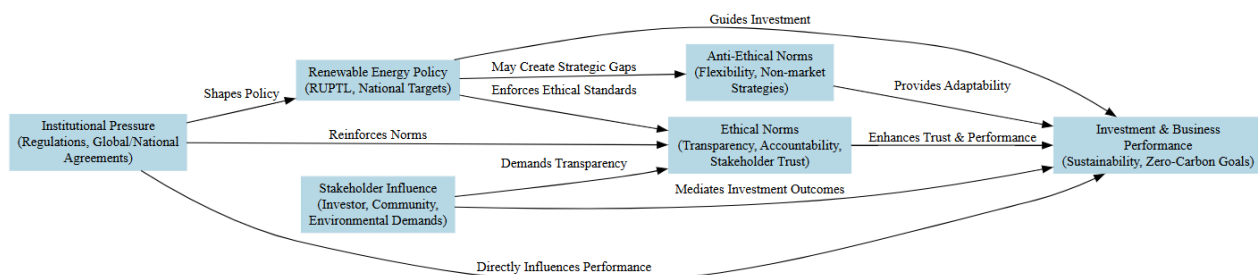 Guides Investment
Renewable Energy Policy
(RUPTL, National Targets)
May Create Strategic Gaps
Enforces Ethical Standards
Anti-Ethical Norms
(Flexibility, Non-market
Strategies)
Provides Adaptability
Shapes Policy
Institutional Pressure
(Regulations, Global/National
Agreements)
Reinforces Norms
Ethical Norms
(Transparency, Accountability,
Stakeholder Trust)
Enhances Trust & Performance
Investment & Business
Performance
(Sustainability, Zero-Carbon Goals)
Demands Transparency
Stakeholder Influence
(Investor, Community,
Environmental Demands)
Mediates Investment Outcomes
Directly Influences Performance